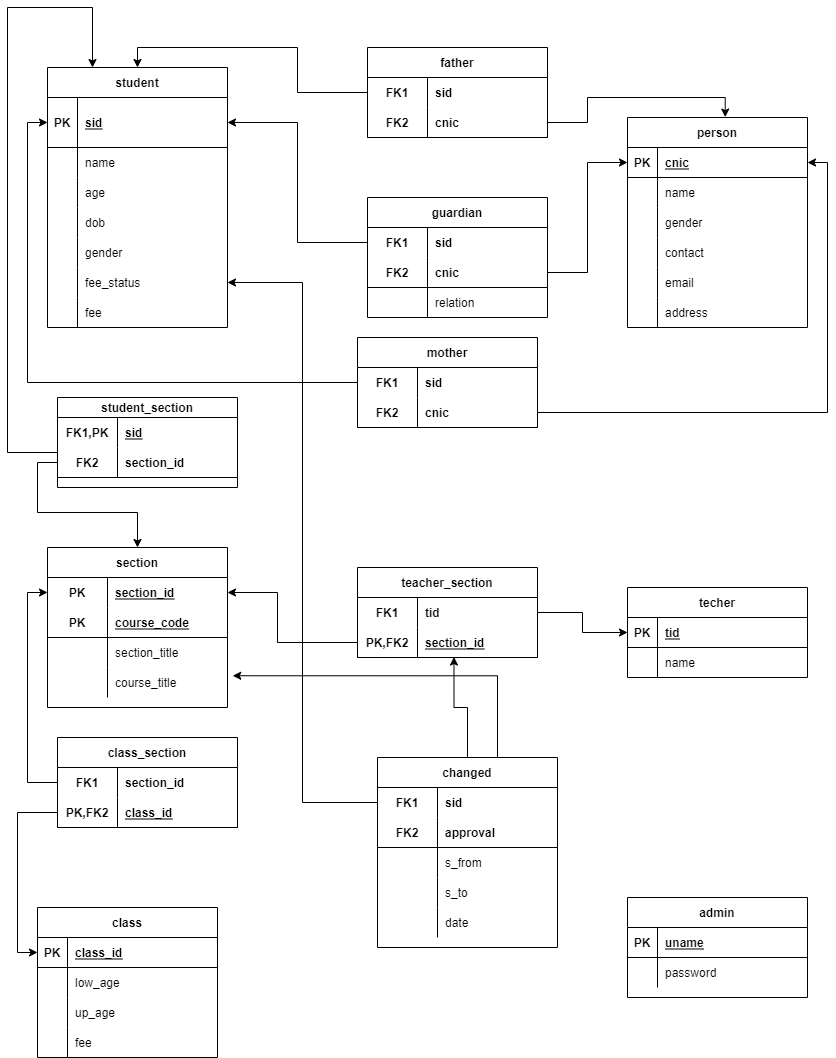 student
PK sid
name
age
dob
gender
fee_status
fee
father
FK1 sid
FK2 cnic
person
PK cnic
name
gender
contact
email
address
guardian
FK1 sid
FK2 cnic
relation
mother
FK1 sid
FK2 cnic
student_section
FK1,PK sid
FK2 section_id
section
PK section_id
PK course_code
section_title
course_title
teacher_section
FK1 tid
PK,FK2 section_id
techer
PK tid
name
class_section
FK1 section_id
PK,FK2 class_id
changed
FK1 sid
FK2 approval
s_from
s_to
date
class
PK class_id
low_age
up_age
fee
admin
PK uname
password